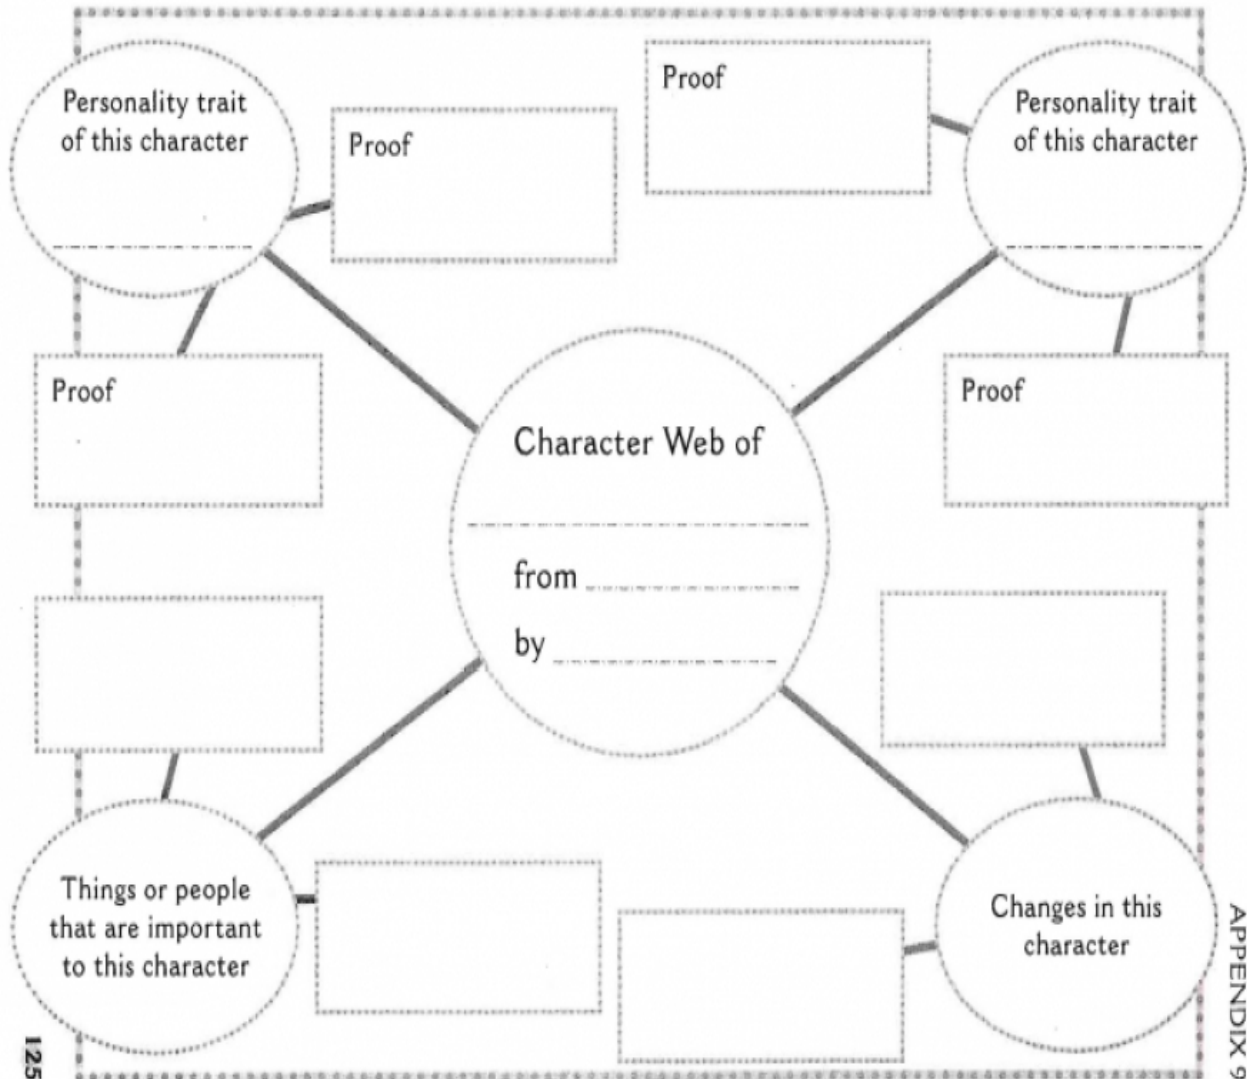 Personality trait
of this character
Proof
Proof
Personality trait
of this character
Proof
Proof
Character Web of
from
by
Things or people
that are important
to this character
Changes in this
character
APPENDIX 9
125